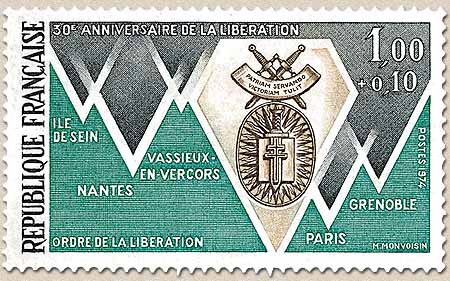 30e ANNIVERSAIRE DE LA LIBERATION
1,00
+0,10
REPUBLIQUE FRANÇAISE
PATRIAM SERVANDO
VICTORIAM TULIT
ILE
DE SEIN
VASSIEUX-
EN-VERCORS
NANTES
GRENOBLE
POSTES 1974
ORDRE DE LA LIBERATION
PARIS
M. MONVOISIN